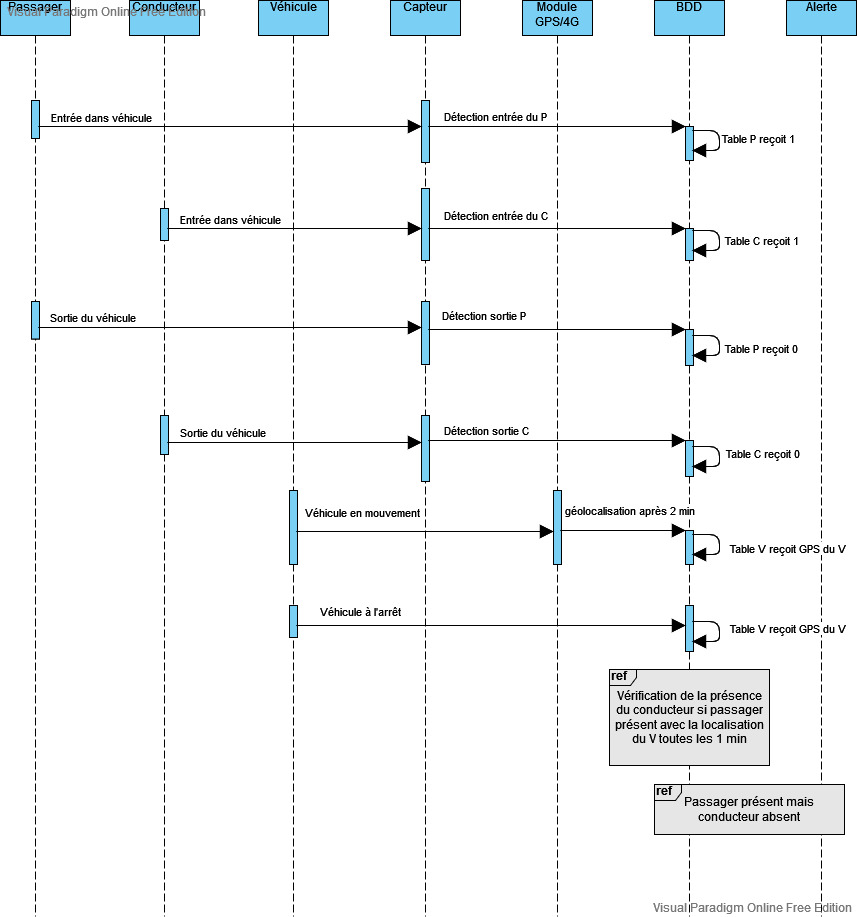 Passager
Conducteur
Véhicule
Capteur
Module
GPS/4G
BDD
Alerte
Visual Paradigm Online Free Edition
Entrée dans véhicule
Détection entrée du P
Table P reçoit 1
Entrée dans véhicule
Détection entrée du C
Table C reçoit 1
Sortie du véhicule
Détection sortie P
Table P reçoit 0
Sortie du véhicule
Détection sortie C
Table C reçoit 0
Véhicule en mouvement
géolocalisation après 2 min
Table V reçoit GPS du V
Véhicule à l'arrêt
Table V reçoit GPS du V
ref
Vérification de la présence
du conducteur si passager
présent avec la localisation
du V toutes les 1 min
ref
Passager présent mais
conducteur absent
Visual Paradigm Online Free Edition